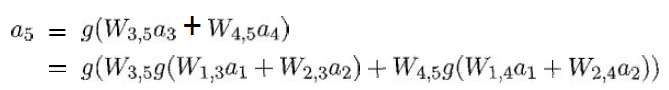 a₅ = g(W₃,₅a₃ + W₄,₅a₄)
= g(W₃,₅g(W₁,₃a₁ + W₂,₃a₂) + W₄,₅g(W₁,₄a₁ + W₂,₄a₂))